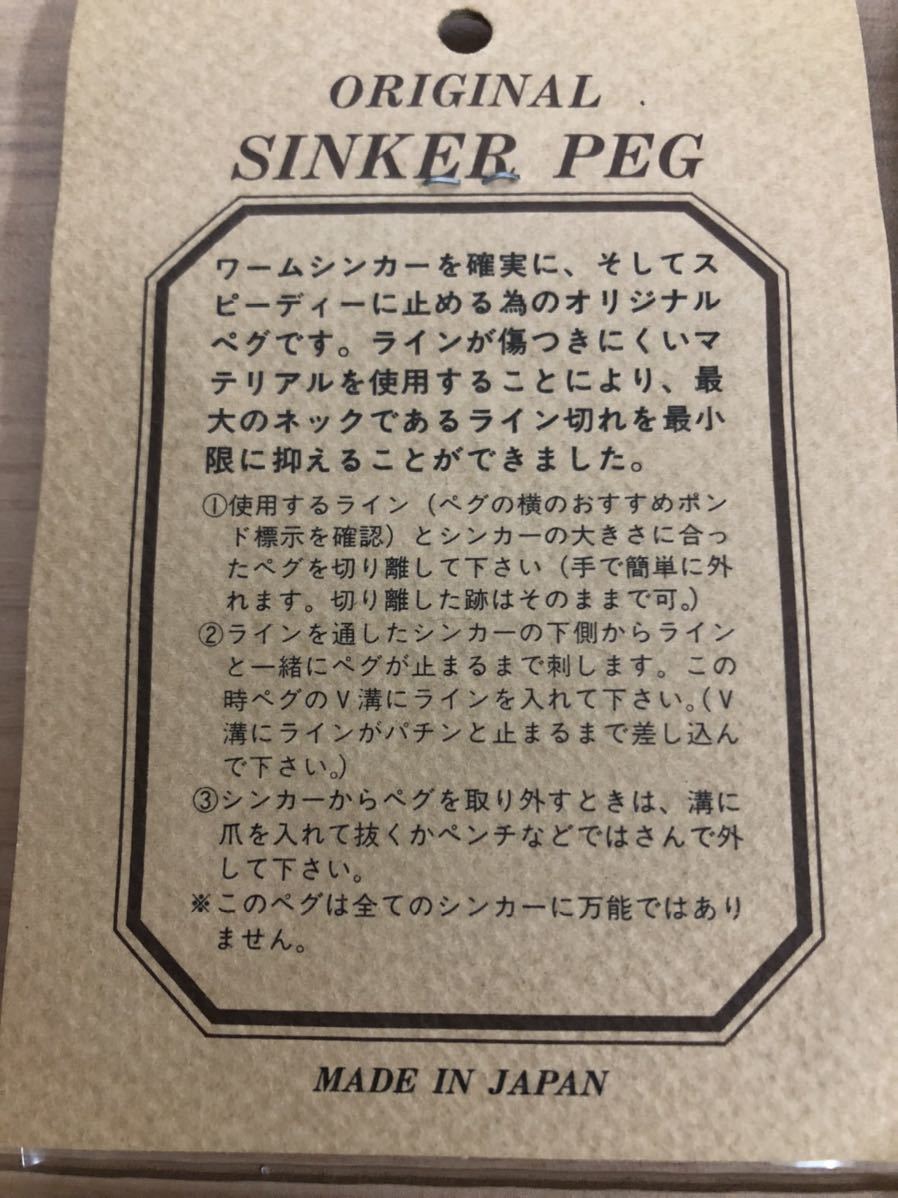 ORIGINAL
SINKER PEG
ワームシンカーを確実に、そしてス
ピーディーに止める為のオリジナル
ペグです。ラインが傷つきにくいマ
テリアルを使用することにより、最
大のネックであるライン切れを最小
限に抑えることができました。
①使用するライン（ペグの横のおすすめポン
ド標示を確認）とシンカーの大きさに合っ
たペグを切り離して下さい（手で簡単に外
れます。切り離した跡はそのままで可。）
②ラインを通したシンカーの下側からライン
と一緒にペグが止まるまで刺します。この
時ペグのV溝にラインを入れて下さい。（V
溝にラインがパチンと止まるまで差し込ん
で下さい。）
③シンカーからペグを取り外すときは、溝に
爪を入れて抜くかペンチなどではさんで外
して下さい。
※このペグは全てのシンカーに万能ではあり
ません。
MADE IN JAPAN